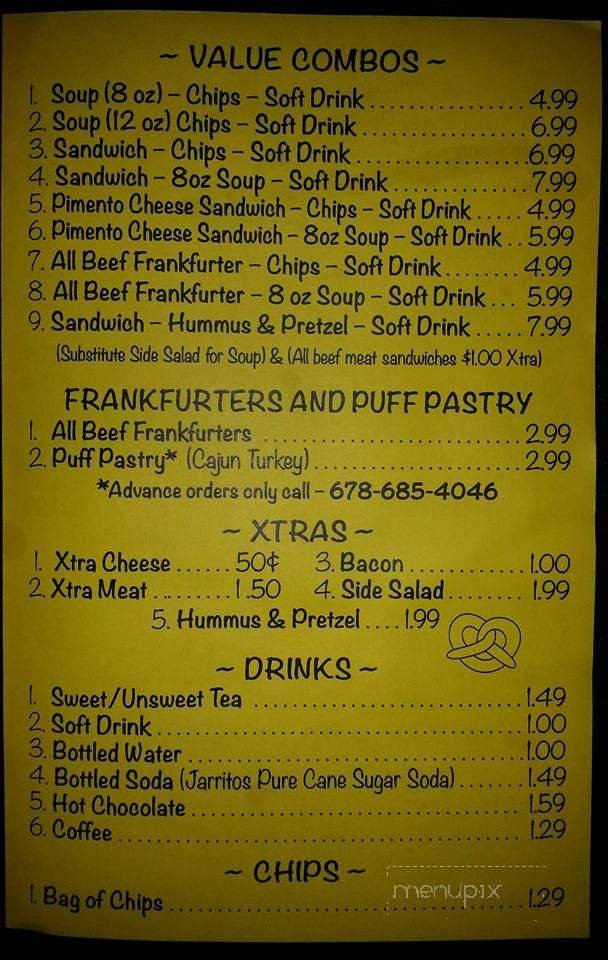 ~ VALUE COMBOS ~
1. Soup (8 oz) – Chips – Soft Drink .................. 4.99
2. Soup (12 oz) Chips – Soft Drink .................. 6.99
3. Sandwich – Chips – Soft Drink .................. 6.99
4. Sandwich – 8oz Soup – Soft Drink .............. 7.99
5. Pimento Cheese Sandwich – Chips – Soft Drink ..... 4.99
6. Pimento Cheese Sandwich – 8oz Soup – Soft Drink .. 5.99
7. All Beef Frankfurter – Chips – Soft Drink ........ 4.99
8. All Beef Frankfurter – 8 oz Soup – Soft Drink ... 5.99
9. Sandwich – Hummus & Pretzel – Soft Drink ..... 7.99
(Substitute Side Salad for Soup) & (All beef meat sandwiches $1.00 Xtra)
FRANKFURTERS AND PUFF PASTRY
1. All Beef Frankfurters ........................... 2.99
2. Puff Pastry* (Cajun Turkey) ..................... 2.99
*Advance orders only call – 678-685-4046
~ XTRAS ~
1. Xtra Cheese ...... 50¢ 3. Bacon ............ 1.00
2. Xtra Meat ......... 1.50 4. Side Salad ........ 1.99
5. Hummus & Pretzel .... 1.99
~ DRINKS ~
1. Sweet/Unsweet Tea ............................ 1.49
2. Soft Drink ..................................... 1.00
3. Bottled Water .................................. 1.00
4. Bottled Soda (Jarritos Pure Cane Sugar Soda) ....... 1.49
5. Hot Chocolate .................................. 1.59
6. Coffee ......................................... 1.29
~ CHIPS ~
1. Bag of Chips .................................... 1.29
menupix